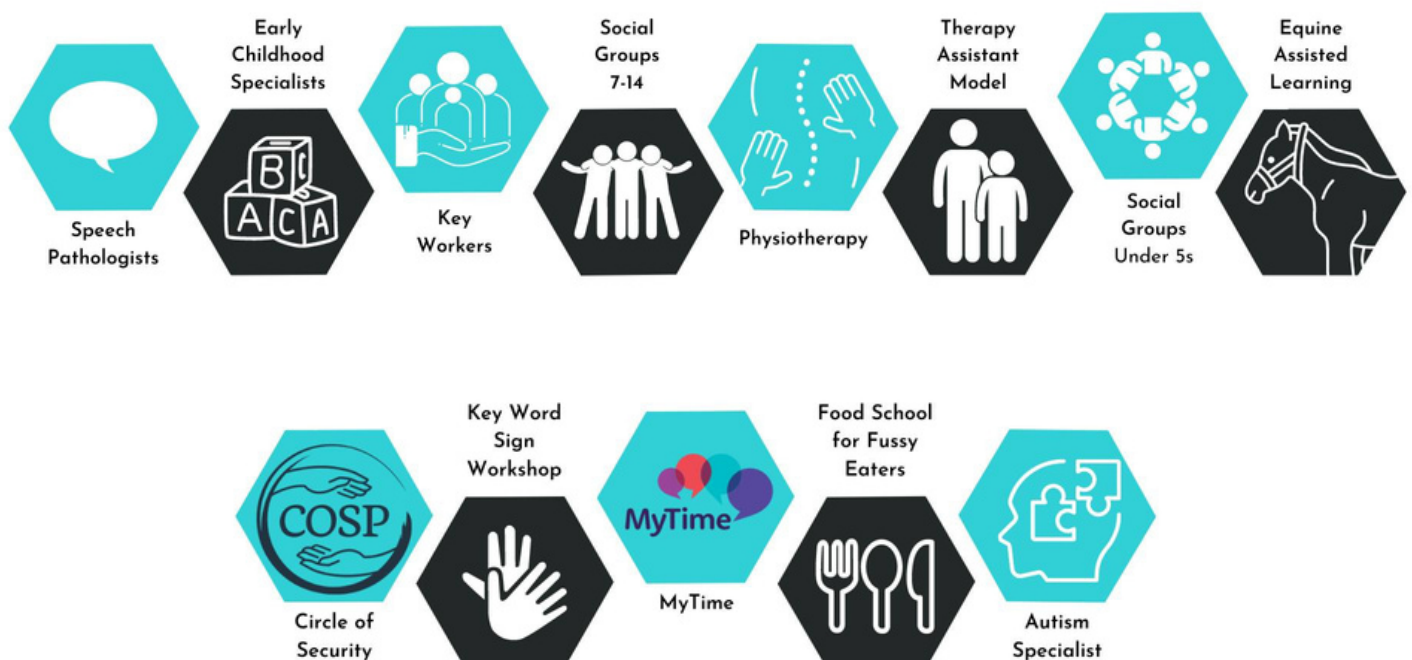 Speech
Pathologists
Early
Childhood
Specialists
B
A
C
A
Key
Workers
Social
Groups
7-14
Physiotherapy
Therapy
Assistant
Model
Social
Groups
Under 5s
Equine
Assisted
Learning
COSP
Circle of
Security
Key Word
Sign
Workshop
MyTime
MyTime
Food School
for Fussy
Eaters
Autism
Specialist